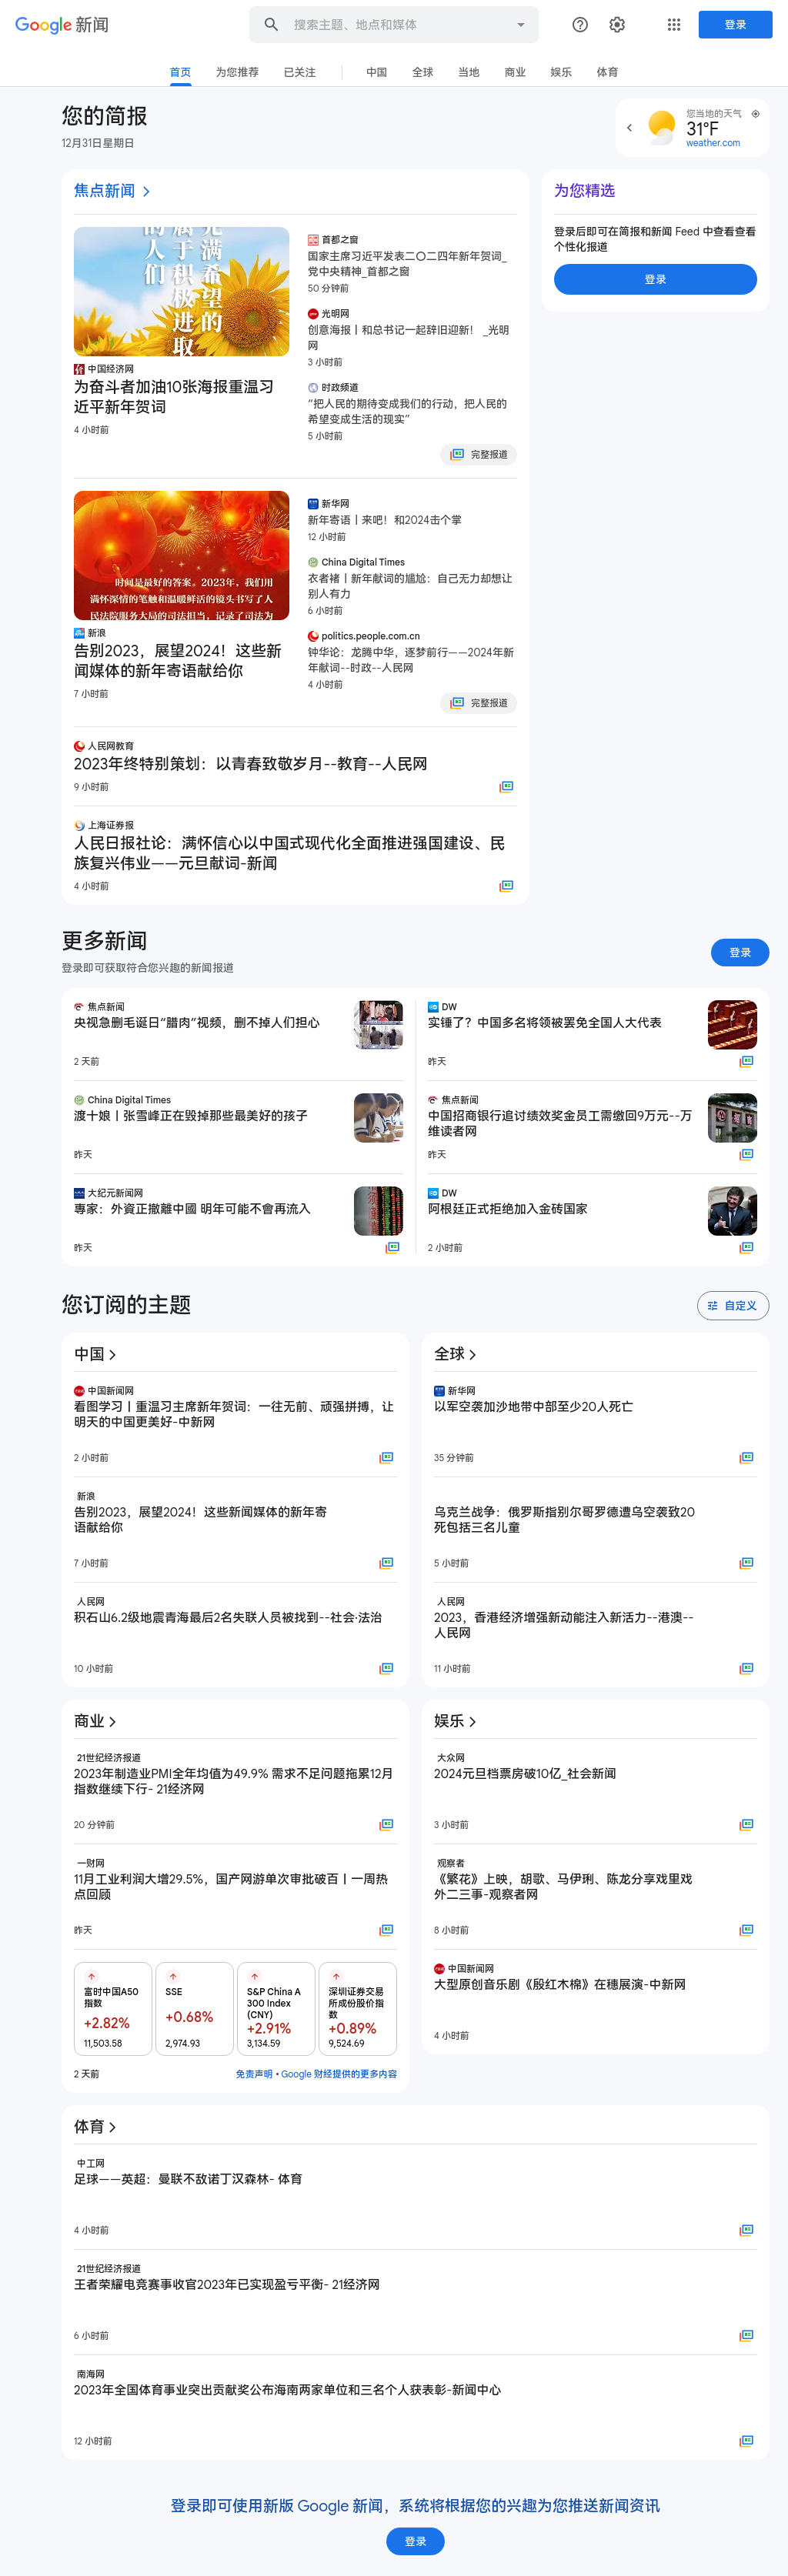 Google 新闻
搜索主题、地点和媒体
登录
首页
为您推荐
已关注
中国
全球
当地
商业
娱乐
体育
您的简报
12月31日星期日
您当地的天气
31°F
weather.com
焦点新闻
充满希望的
属于积极进取
的人们
中国经济网
为奋斗者加油10张海报重温习
近平新年贺词
4 小时前
首都之窗
国家主席习近平发表二〇二四年新年贺词_
党中央精神_首都之窗
50 分钟前
光明网
创意海报丨和总书记一起辞旧迎新！ _光明
网
3 小时前
时政频道
“把人民的期待变成我们的行动，把人民的
希望变成生活的现实”
5 小时前
完整报道
时间是最好的答案。2023年，我们用
满怀深情的笔触和温暖鲜活的镜头书写了人
民法院服务大局的司法担当，记录了司法为
新浪
告别2023，展望2024！这些新
闻媒体的新年寄语献给你
7 小时前
新华网
新年寄语丨来吧！和2024击个掌
12 小时前
China Digital Times
衣者褚丨新年献词的尴尬：自己无力却想让
别人有力
6 小时前
politics.people.com.cn
钟华论：龙腾中华，逐梦前行——2024年新
年献词--时政--人民网
4 小时前
完整报道
人民网教育
2023年终特别策划：以青春致敬岁月--教育--人民网
9 小时前
上海证券报
人民日报社论：满怀信心以中国式现代化全面推进强国建设、民
族复兴伟业——元旦献词-新闻
4 小时前
为您精选
登录后即可在简报和新闻 Feed 中查看查看
个性化报道
登录
更多新闻
登录即可获取符合您兴趣的新闻报道
登录
焦点新闻
央视急删毛诞日“腊肉”视频，删不掉人们担心
2 天前
China Digital Times
渡十娘丨张雪峰正在毁掉那些最美好的孩子
昨天
大纪元新闻网
專家：外資正撤離中國 明年可能不會再流入
昨天
DW
实锤了？中国多名将领被罢免全国人大代表
昨天
焦点新闻
中国招商银行追讨绩效奖金员工需缴回9万元--万
维读者网
昨天
DW
阿根廷正式拒绝加入金砖国家
2 小时前
您订阅的主题
自定义
中国
中国新闻网
看图学习丨重温习主席新年贺词：一往无前、顽强拼搏，让
明天的中国更美好-中新网
2 小时前
新浪
告别2023，展望2024！这些新闻媒体的新年寄
语献给你
7 小时前
人民网
积石山6.2级地震青海最后2名失联人员被找到--社会·法治
10 小时前
全球
新华网
以军空袭加沙地带中部至少20人死亡
35 分钟前
乌克兰战争：俄罗斯指别尔哥罗德遭乌空袭致20
死包括三名儿童
5 小时前
人民网
2023，香港经济增强新动能注入新活力--港澳--
人民网
11 小时前
商业
21世纪经济报道
2023年制造业PMI全年均值为49.9% 需求不足问题拖累12月
指数继续下行- 21经济网
20 分钟前
一财网
11月工业利润大增29.5%，国产网游单次审批破百丨一周热
点回顾
昨天
富时中国A50
指数
+2.82%
11,503.58
SSE
+0.68%
2,974.93
S&P China A
300 Index
(CNY)
+2.91%
3,134.59
深圳证券交易
所成份股价指
数
+0.89%
9,524.69
2 天前
免责声明 • Google 财经提供的更多内容
娱乐
大众网
2024元旦档票房破10亿_社会新闻
3 小时前
观察者
《繁花》上映，胡歌、马伊琍、陈龙分享戏里戏
外二三事-观察者网
8 小时前
中国新闻网
大型原创音乐剧《殷红木棉》在穗展演-中新网
4 小时前
体育
中工网
足球——英超：曼联不敌诺丁汉森林- 体育
4 小时前
21世纪经济报道
王者荣耀电竞赛事收官2023年已实现盈亏平衡- 21经济网
6 小时前
南海网
2023年全国体育事业突出贡献奖公布海南两家单位和三名个人获表彰-新闻中心
12 小时前
登录即可使用新版 Google 新闻，系统将根据您的兴趣为您推送新闻资讯
登录